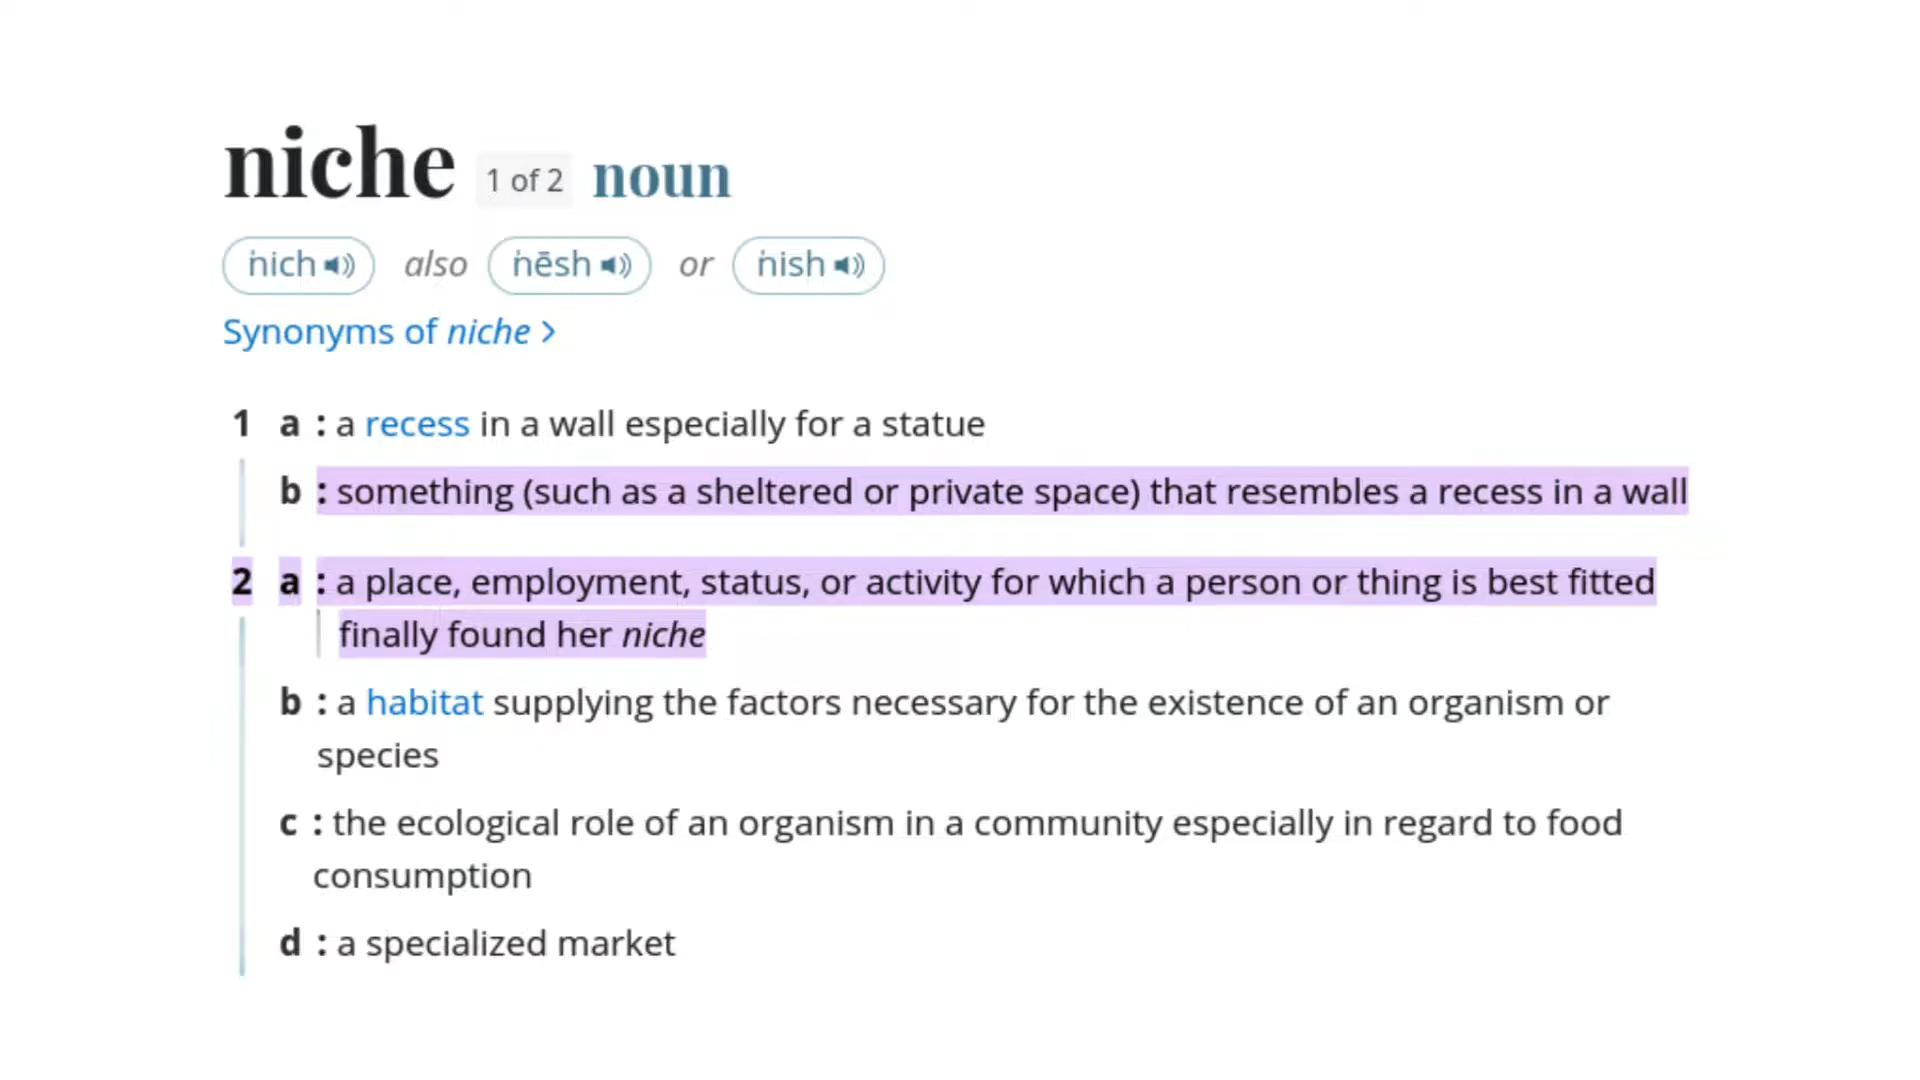 niche 1 of 2 noun
ˈnich also ˈnēsh or ˈnish
Synonyms of niche >
1 a : a recess in a wall especially for a statue
b : something (such as a sheltered or private space) that resembles a recess in a wall
2 a : a place, employment, status, or activity for which a person or thing is best fitted
finally found her niche
b : a habitat supplying the factors necessary for the existence of an organism or
species
c : the ecological role of an organism in a community especially in regard to food
consumption
d : a specialized market